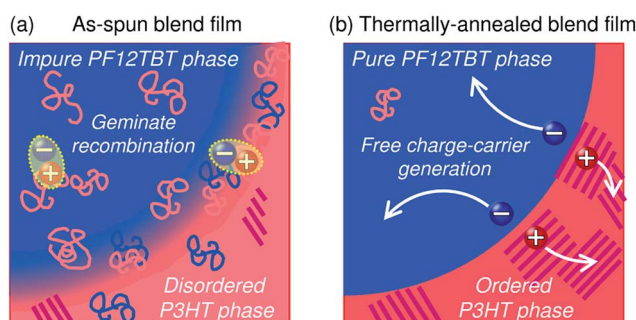 (a) As-spun blend film
Impure PF12TBT phase
Geminate
recombination
−
+
−
+
Disordered
P3HT phase
(b) Thermally-annealed blend film
Pure PF12TBT phase
−
+
Free charge-carrier
generation
−
+
Ordered
P3HT phase